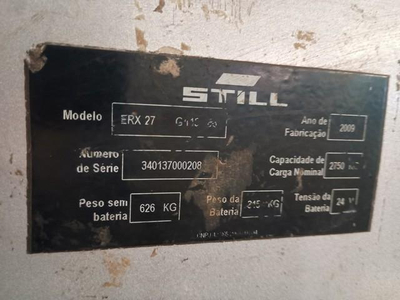 STILL
Modelo ERX 27 Ano de Fabricação 2009
Número de Série 340137000208 Capacidade de Carga Nominal 2750
Peso sem bateria 626 KG Peso da Bateria KG Tensão da Bateria 24